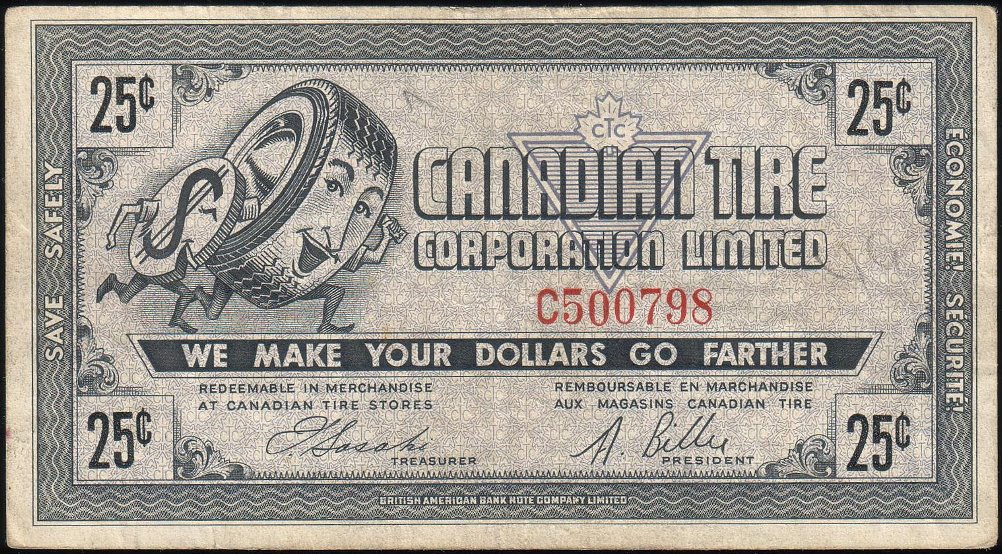 25¢
25¢
CTC
CANADIAN TIRE
CORPORATION LIMITED
C500798
SAVE SAFELY
ÉCONOMIE! SÉCURITÉ!
WE MAKE YOUR DOLLARS GO FARTHER
REDEEMABLE IN MERCHANDISE
AT CANADIAN TIRE STORES
REMBOURSABLE EN MARCHANDISE
AUX MAGASINS CANADIAN TIRE
25¢
25¢
TREASURER
A. Billes
PRESIDENT
BRITISH AMERICAN BANK NOTE COMPANY LIMITED